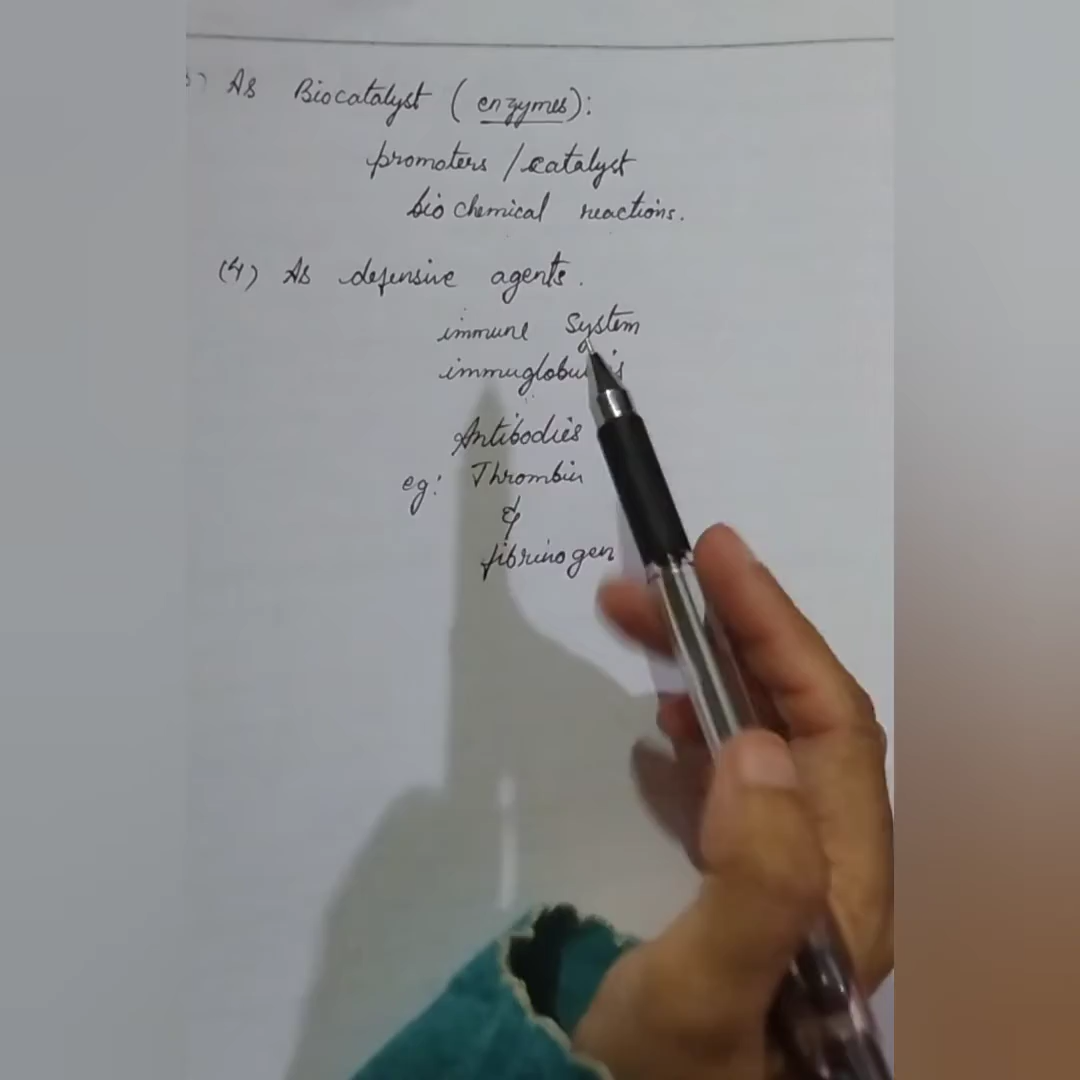 As Biocatalyst (enzymes):
promoters / catalyst
bio chemical reactions.
(4) As defensive agents.
immune System
Antibodies
eg: Thrombin
&
fibrinogen